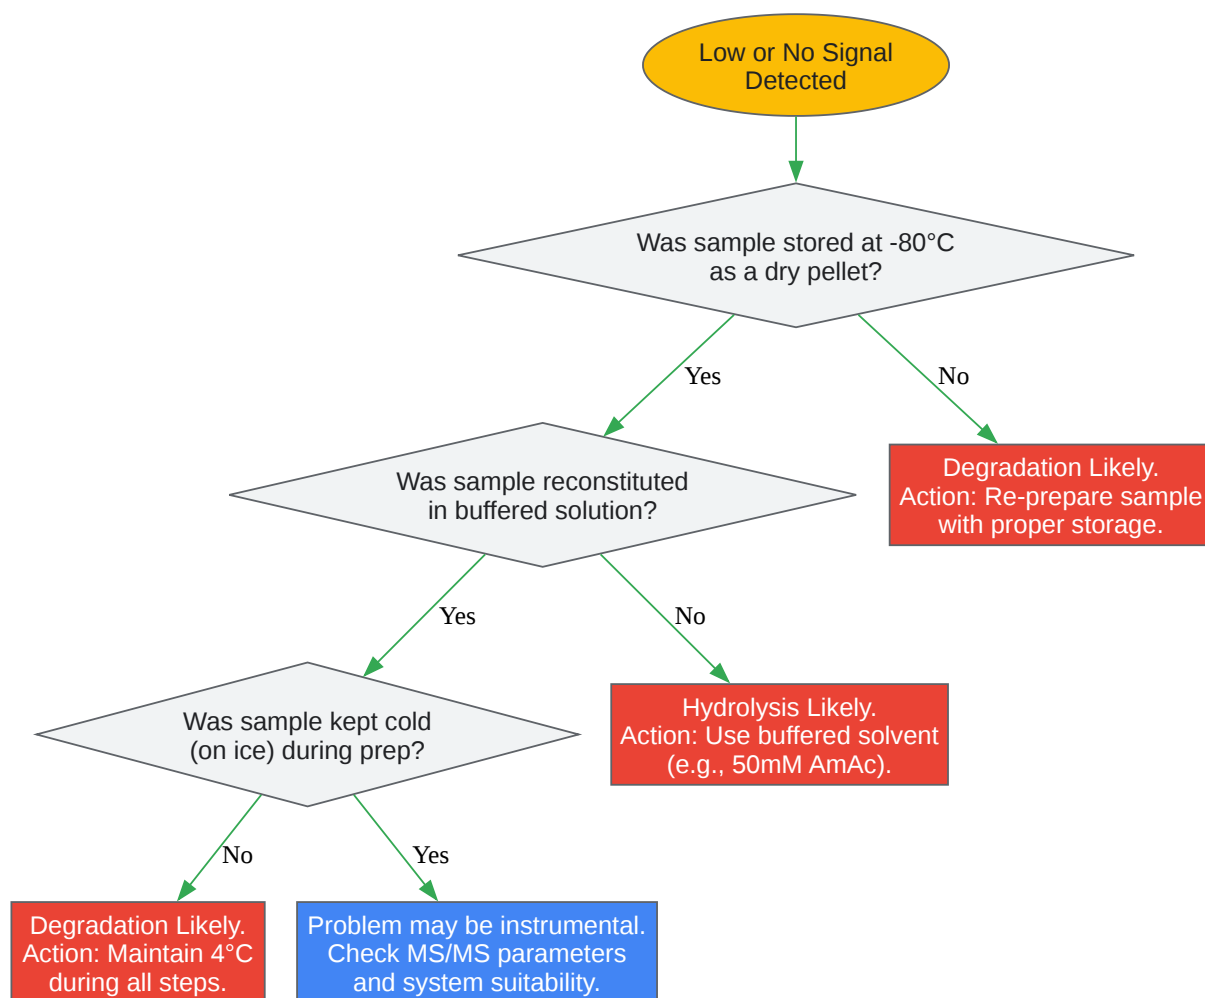 Low or No Signal
Detected
Was sample stored at -80°C
as a dry pellet?
Yes
No
Was sample reconstituted
in buffered solution?
Degradation Likely.
Action: Re-prepare sample
with proper storage.
Yes
No
Was sample kept cold
(on ice) during prep?
Hydrolysis Likely.
Action: Use buffered solvent
(e.g., 50mM AmAc).
No
Yes
Degradation Likely.
Action: Maintain 4°C
during all steps.
Problem may be instrumental.
Check MS/MS parameters
and system suitability.